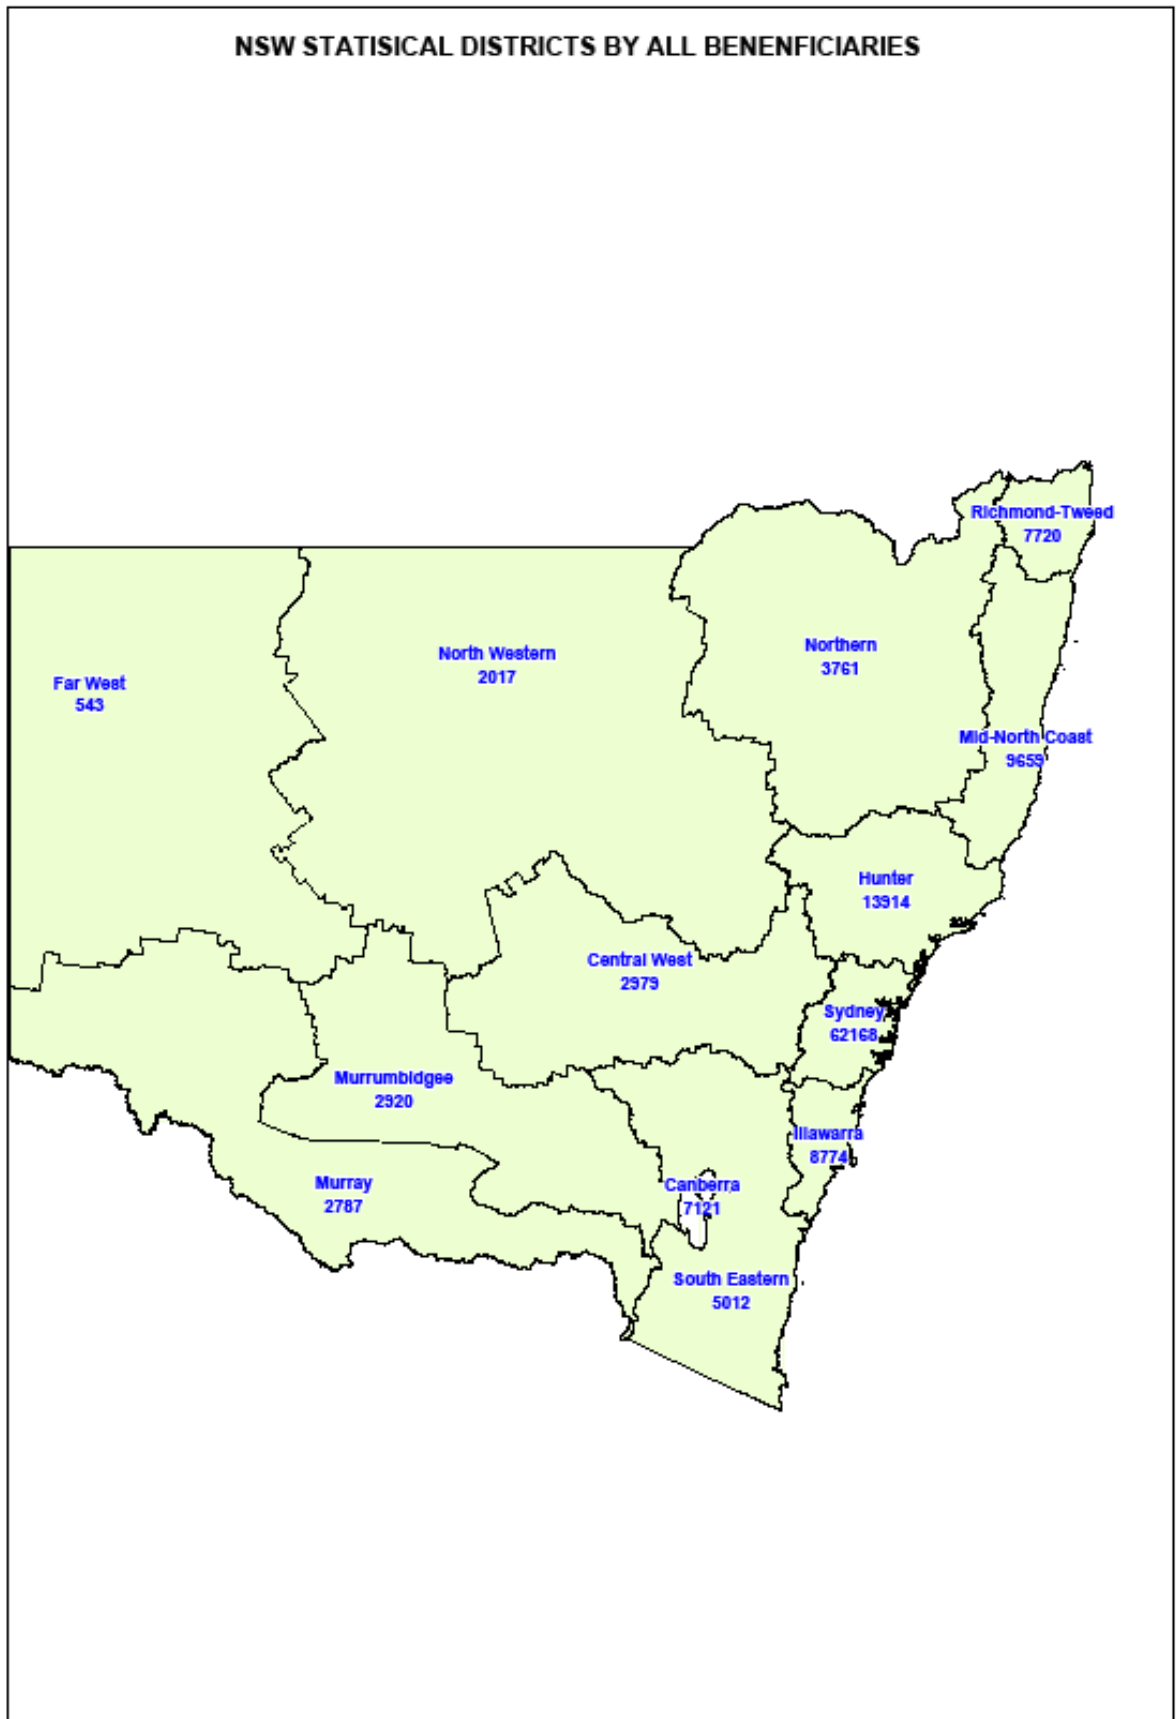 NSW STATISICAL DISTRICTS BY ALL BENENFICIARIES
Richmond-Tweed
7720
Northern
3761
North Western
2017
Far West
543
Mid-North Coast
9659
Hunter
13914
Central West
2979
Sydney
62168
Murrumbidgee
2920
Illawarra
8774
Murray
2787
Canberra
7121
South Eastern
5012